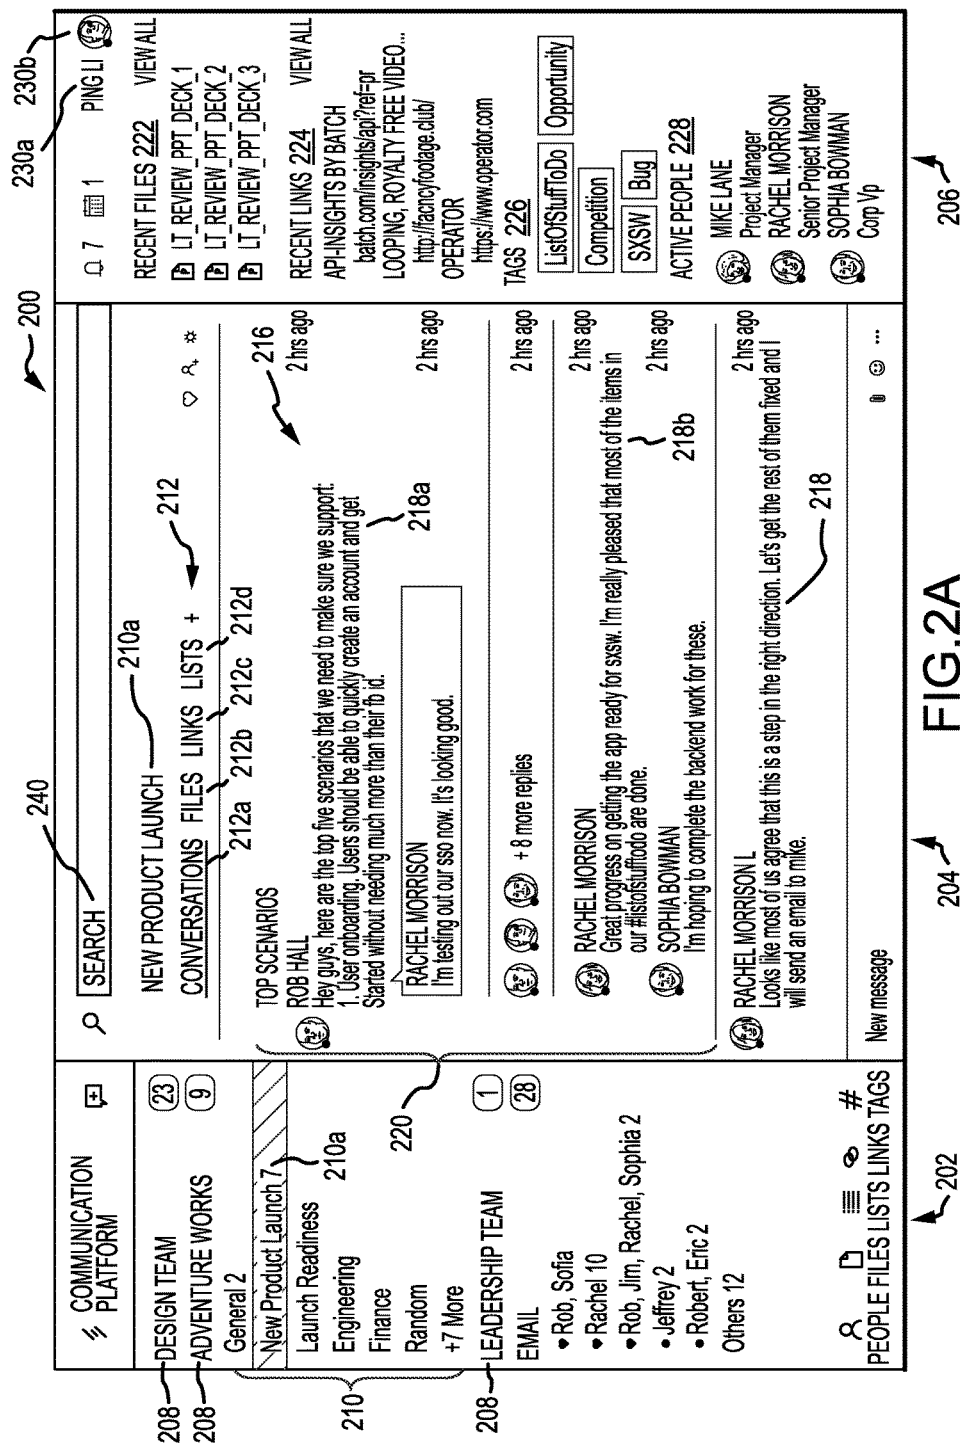 200
COMMUNICATION
PLATFORM
208 DESIGN TEAM 23
208 ADVENTURE WORKS 9
General 2
New Product Launch 7
210a
Launch Readiness
Engineering
Finance
Random
+7 More
210
220
208 LEADERSHIP TEAM 1
EMAIL 28
♥ Rob, Sofia
♥ Rachel 10
♥ Rob, Jim, Rachel, Sophia 2
• Jeffrey 2
• Robert, Eric 2
Others 12
#
PEOPLE FILES LISTS LINKS TAGS
202
240
SEARCH
NEW PRODUCT LAUNCH 210a
CONVERSATIONS FILES LINKS LISTS + 212
212a 212b 212c 212d
TOP SCENARIOS
216
ROB HALL 2 hrs ago
Hey guys, here are the top five scenarios that we need to make sure we support:
1. User onboarding. Users should be able to quickly create an account and get
Started without needing much more than their fb id.
218a
RACHEL MORRISON 2 hrs ago
I'm testing out our sso now. It's looking good.
+ 8 more replies 2 hrs ago
RACHEL MORRISON 2 hrs ago
Great progress on getting the app ready for sxsw. I'm really pleased that most of the items in
our #listofstufftodo are done.
218b
SOPHIA BOWMAN 2 hrs ago
I'm hoping to complete the backend work for these.
RACHEL MORRISON L 2 hrs ago
Looks like most of us agree that this is a step in the right direction. Let's get the rest of them fixed and I
will send an email to mike.
218
New message ...
204
230a 230b
7 1 PING LI
RECENT FILES 222 VIEW ALL
P LT_REVIEW_PPT_DECK_1
P LT_REVIEW_PPT_DECK_2
P LT_REVIEW_PPT_DECK_3
RECENT LINKS 224 VIEW ALL
API-INSIGHTS BY BATCH
batch.com/insights/api?ref=pr
LOOPING, ROYALTY FREE VIDEO...
http://facncyfootage.club/
OPERATOR
https://www.operator.com
TAGS 226
ListOfStuffToDo Opportunity
Competition
SXSW Bug
ACTIVE PEOPLE 228
MIKE LANE
Project Manager
RACHEL MORRISON
Senior Project Manager
SOPHIA BOWMAN
Corp Vp
206
FIG.2A